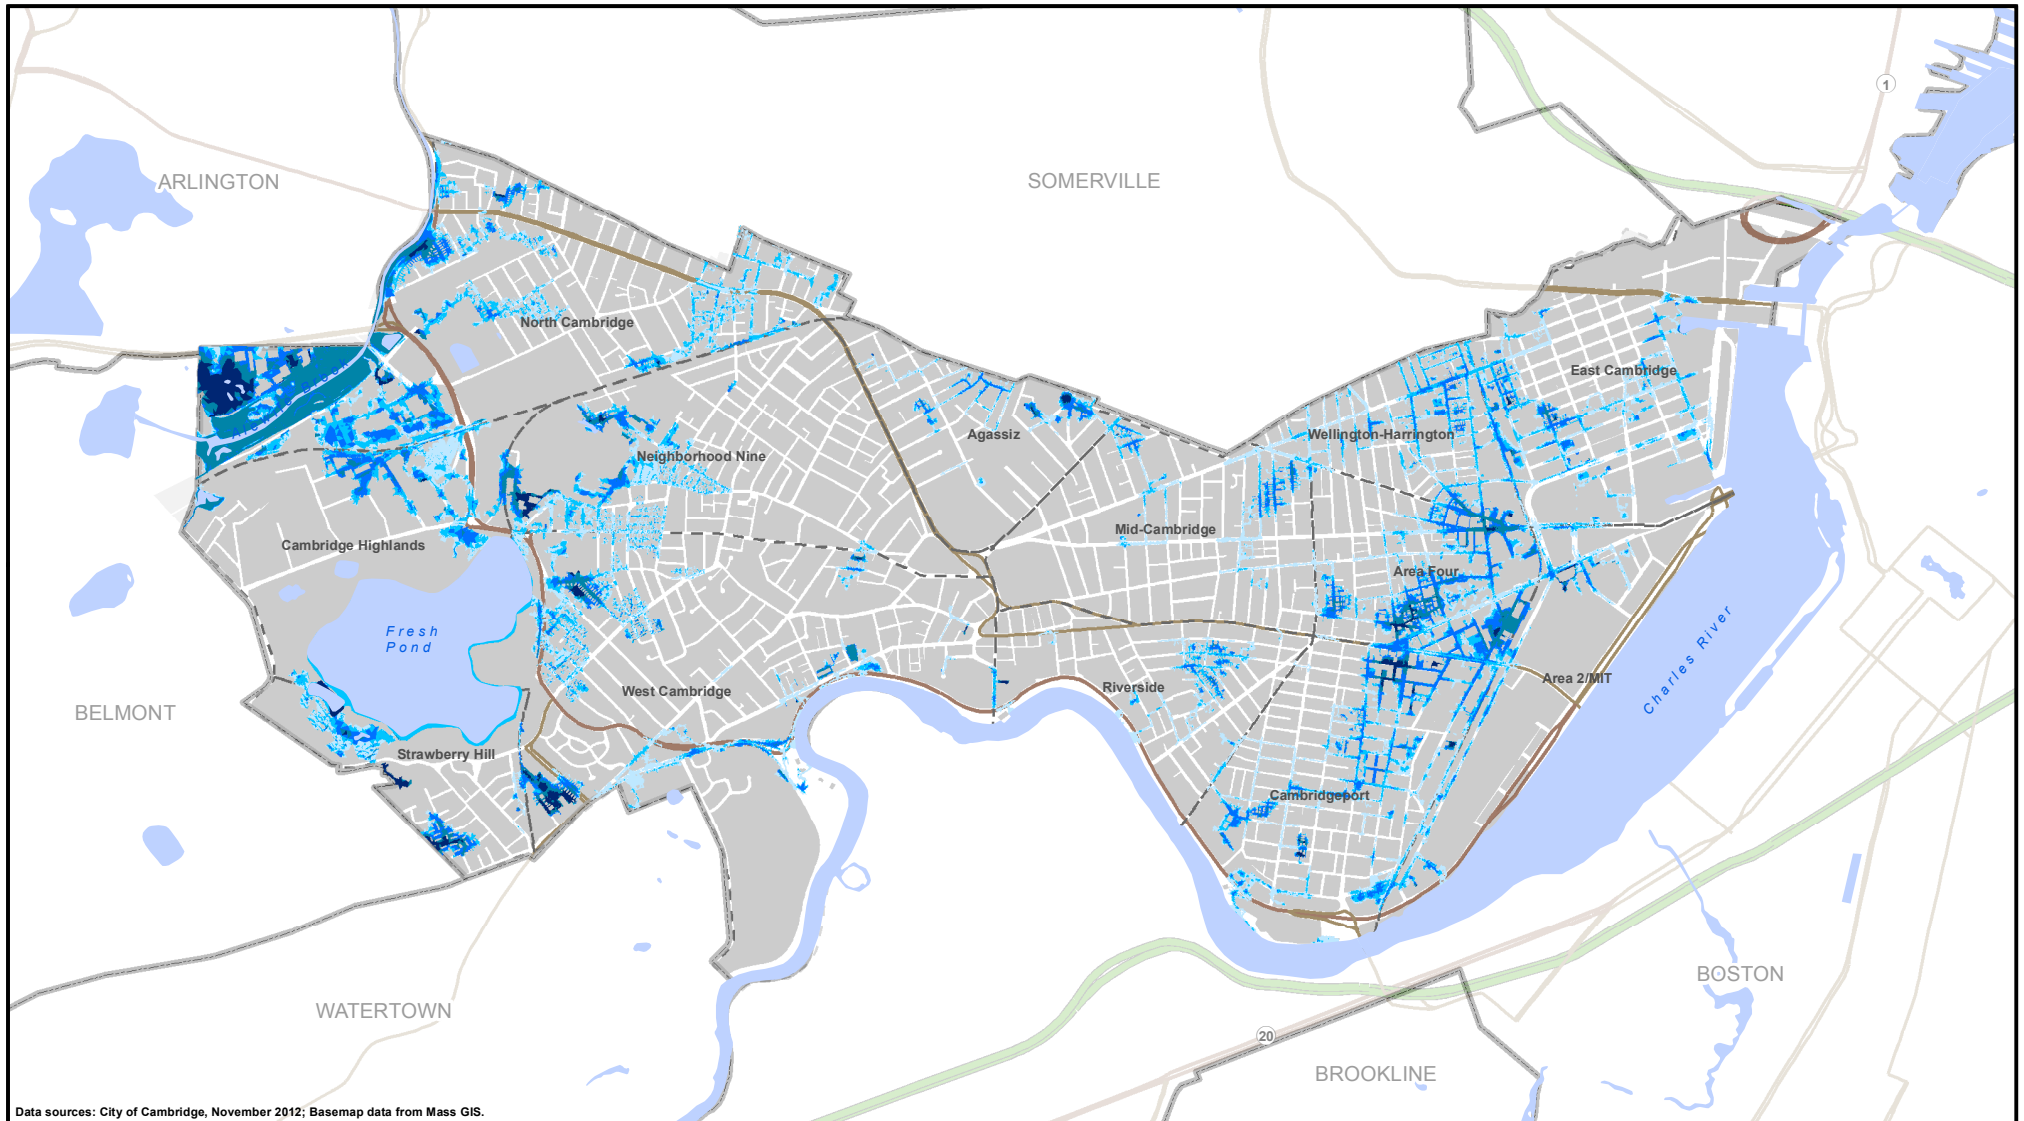 1
ARLINGTON
SOMERVILLE
North Cambridge
East Cambridge
Agassiz
Wellington-Harrington
Neighborhood Nine
Mid-Cambridge
Cambridge Highlands
Area Four
Fresh
Pond
Charles River
Area 2/MIT
Riverside
West Cambridge
BELMONT
Strawberry Hill
Cambridgeport
BOSTON
WATERTOWN
20
BROOKLINE
Data sources: City of Cambridge, November 2012; Basemap data from Mass GIS.